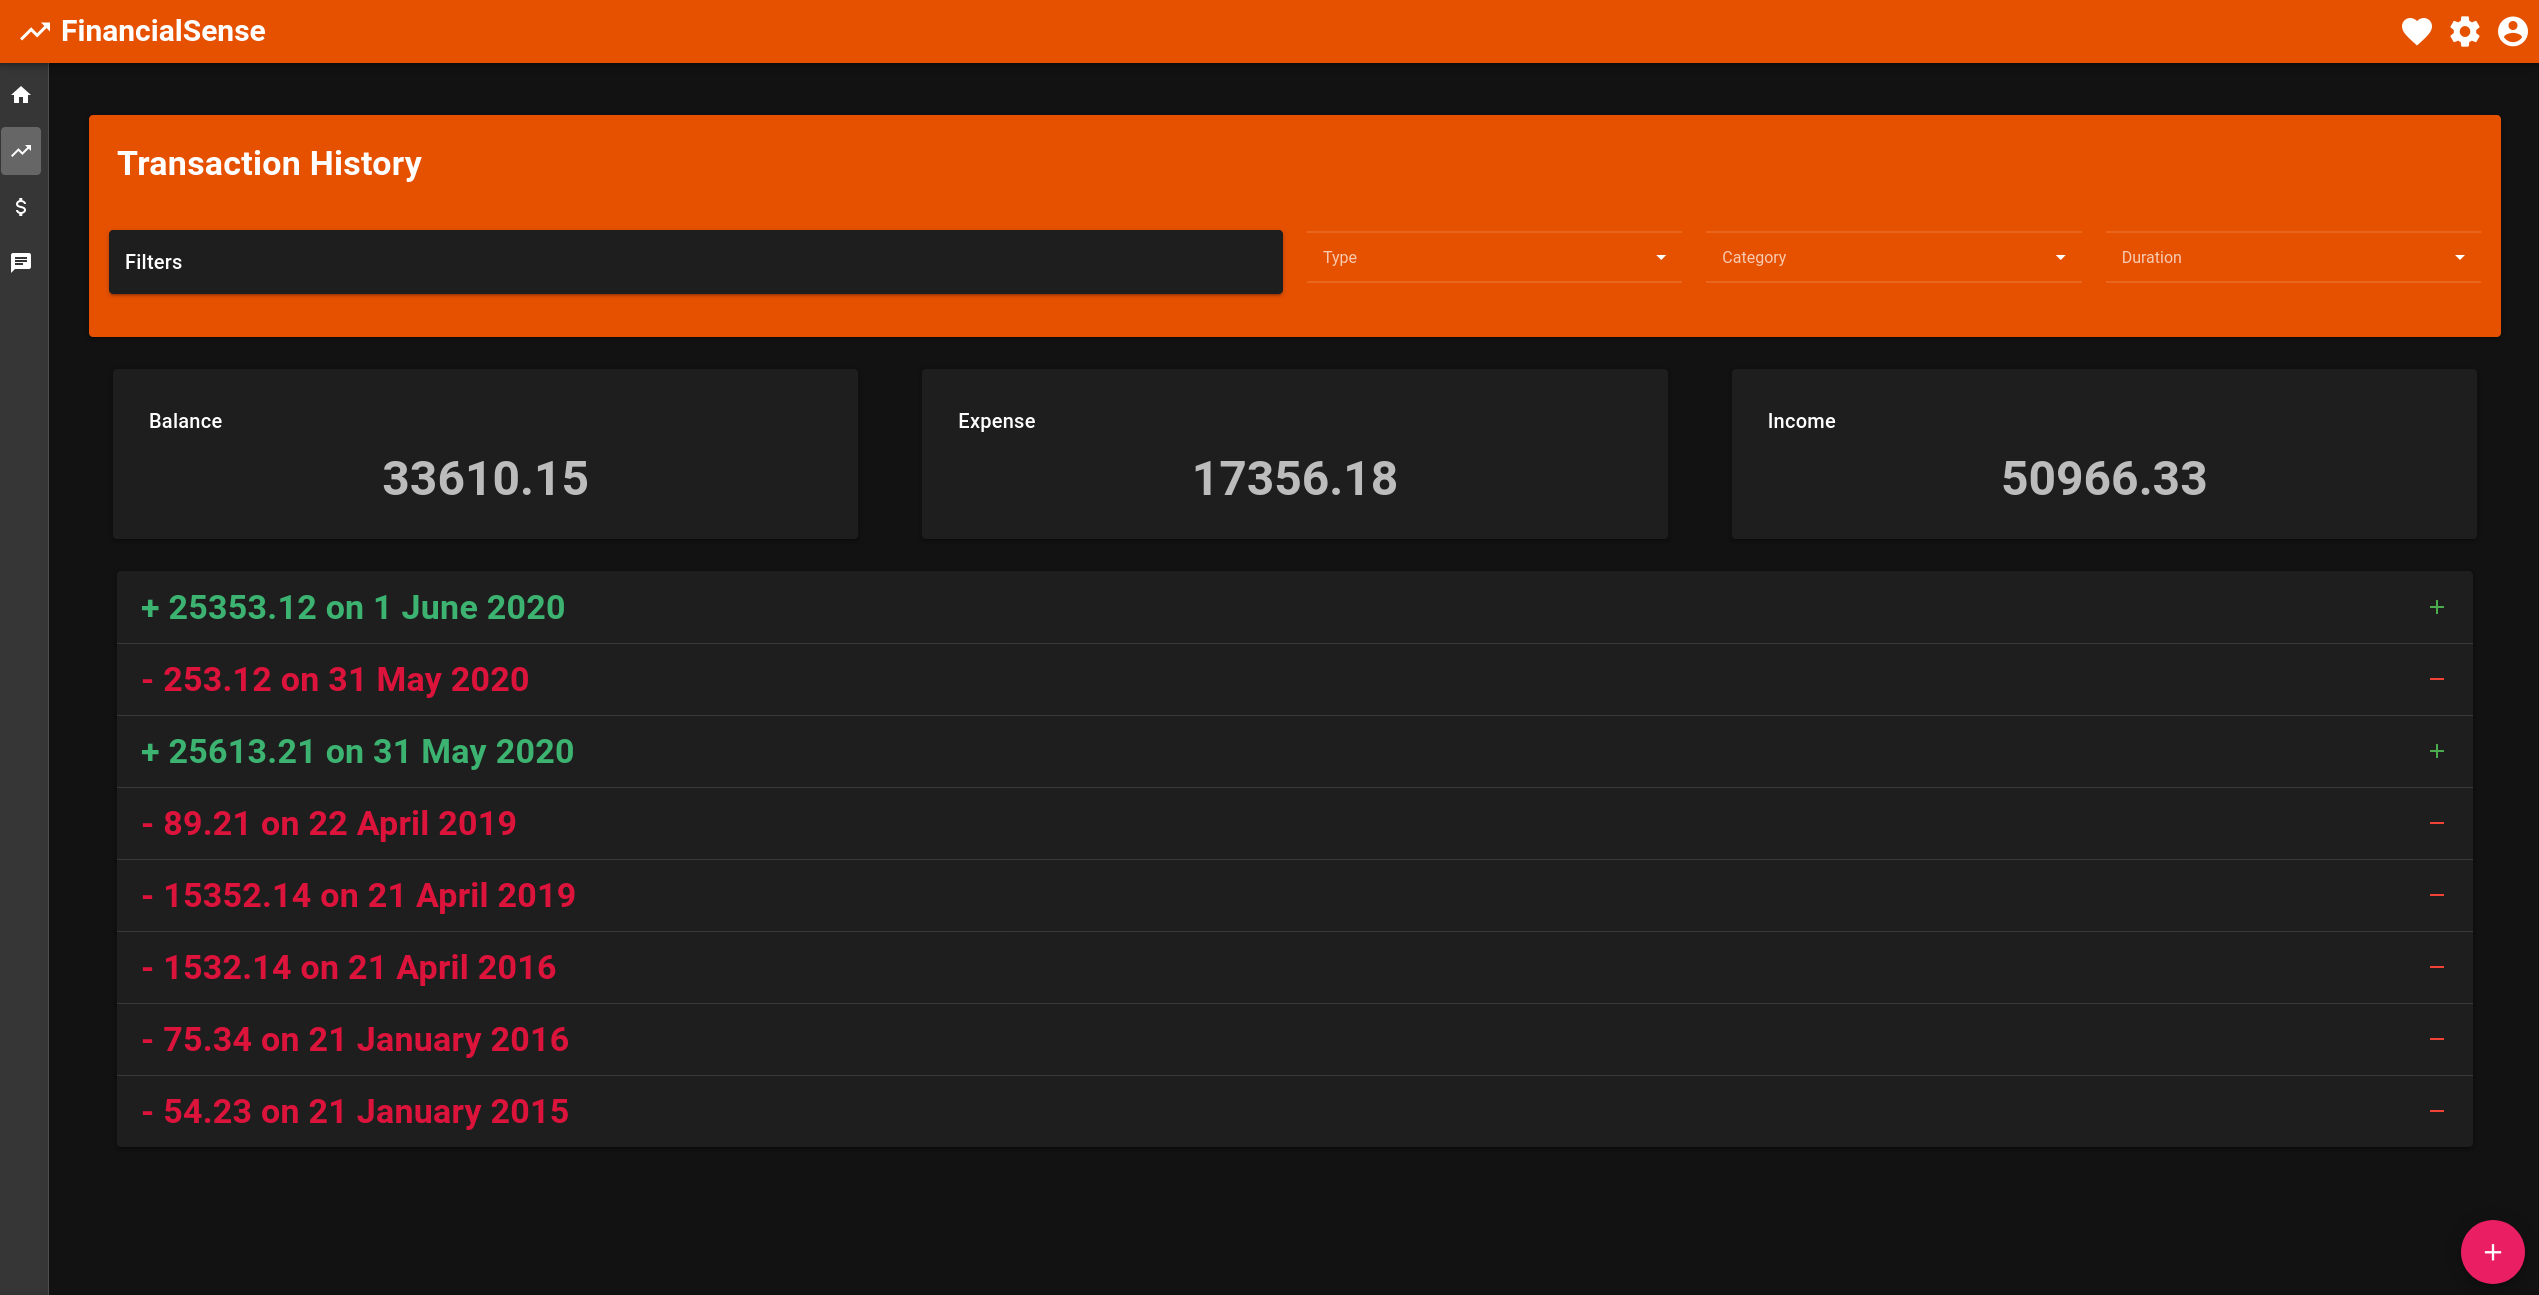 FinancialSense
Transaction History
Filters
Type
Category
Duration
Balance
Expense
Income
33610.15
17356.18
50966.33
+ 25353.12 on 1 June 2020
- 253.12 on 31 May 2020
+ 25613.21 on 31 May 2020
- 89.21 on 22 April 2019
- 15352.14 on 21 April 2019
- 1532.14 on 21 April 2016
- 75.34 on 21 January 2016
- 54.23 on 21 January 2015